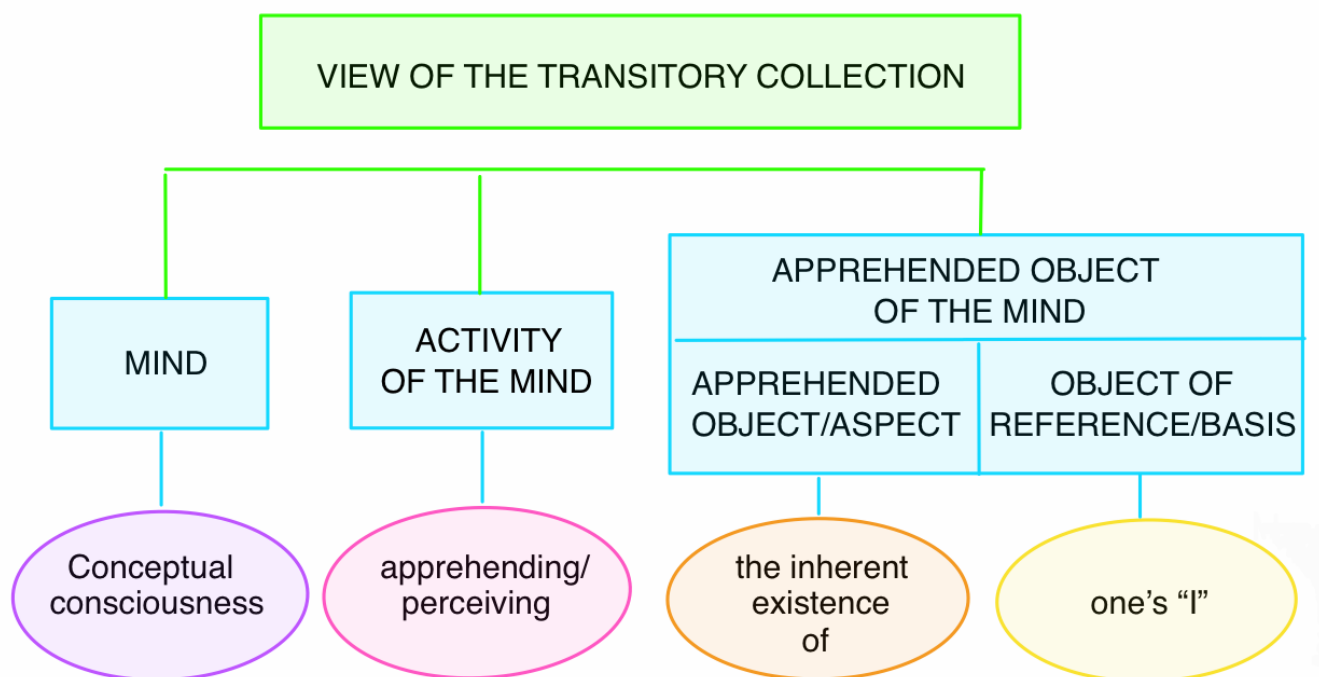 VIEW OF THE TRANSITORY COLLECTION
MIND
ACTIVITY
OF THE MIND
APPREHENDED OBJECT
OF THE MIND
APPREHENDED
OBJECT/ASPECT
OBJECT OF
REFERENCE/BASIS
Conceptual
consciousness
apprehending/
perceiving
the inherent
existence
of
one's “I”